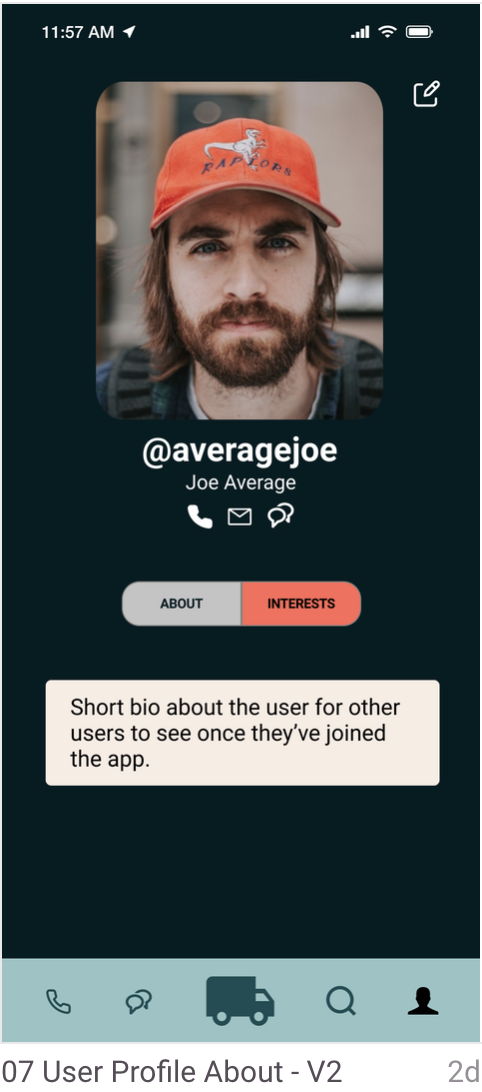 11:57 AM
RAPTORS
@averagejoe
Joe Average
ABOUT INTERESTS
Short bio about the user for other
users to see once they’ve joined
the app.
07 User Profile About - V2 2d